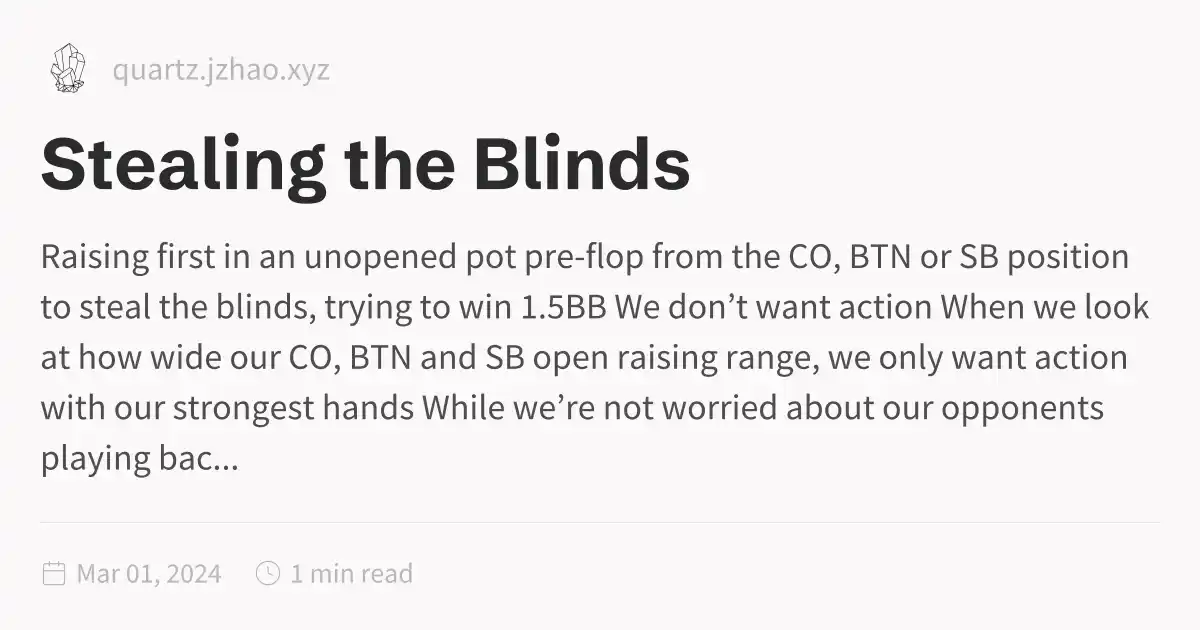 quartz.jzhao.xyz
Stealing the Blinds
Raising first in an unopened pot pre-flop from the CO, BTN or SB position
to steal the blinds, trying to win 1.5BB We don’t want action When we look
at how wide our CO, BTN and SB open raising range, we only want action
with our strongest hands While we’re not worried about our opponents
playing bac...
Mar 01, 2024 1 min read